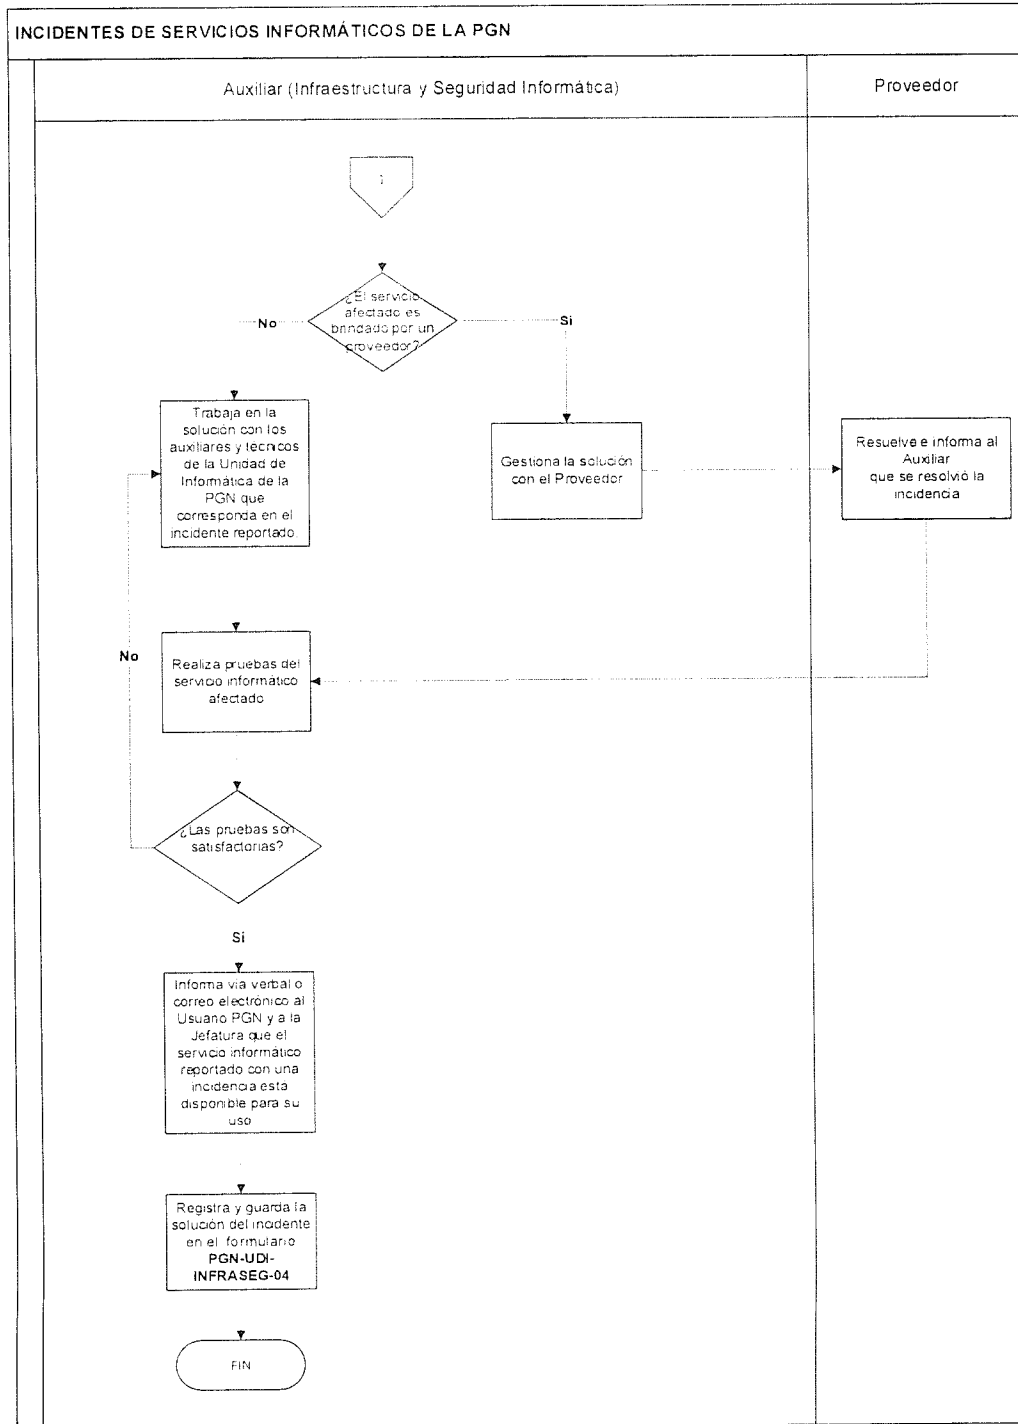 INCIDENTES DE SERVICIOS INFORMÁTICOS DE LA PGN
Auxiliar (Infraestructura y Seguridad Informática)
Proveedor
1
¿El servicio
afectado es
brindado por un
proveedor?
No
Si
Trabaja en la
solución con los
auxiliares y técnicos
de la Unidad de
Informática de la
PGN que
corresponda en el
incidente reportado.
Gestiona la solución
con el Proveedor
Resuelve e informa al
Auxiliar
que se resolvió la
incidencia
No
Realiza pruebas del
servicio informático
afectado
¿Las pruebas son
satisfactorias?
Si
Informa vía verbal o
correo electrónico al
Usuario PGN y a la
Jefatura que el
servicio informático
reportado con una
incidencia está
disponible para su
uso
Registra y guarda la
solución del incidente
en el formulario
PGN-UDI-
INFRASEG-04
FIN